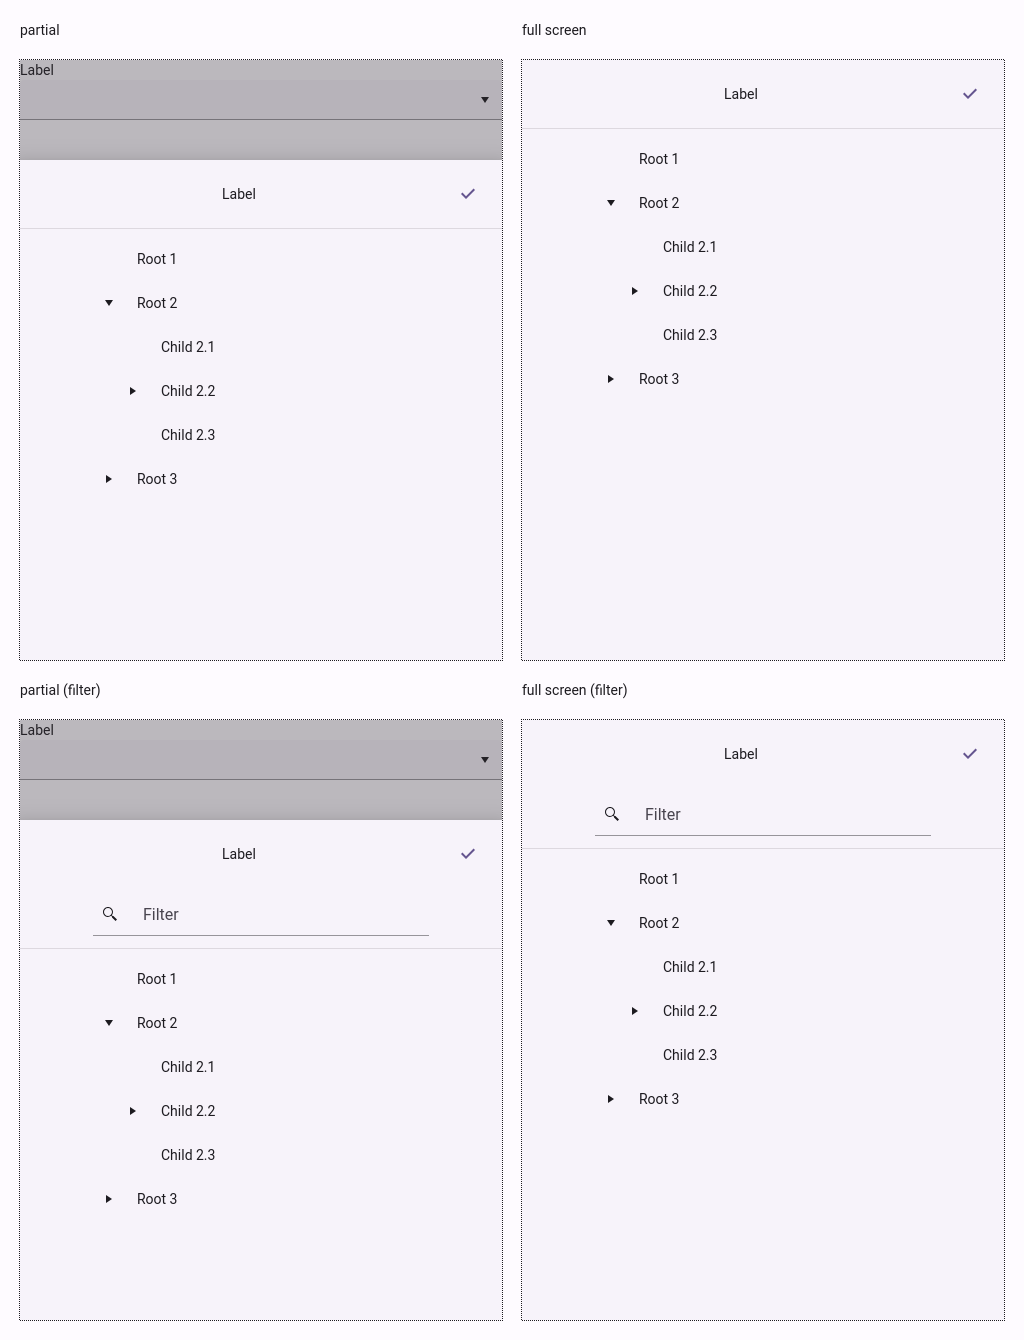 partial
Label
Label
Root 1
Root 2
Child 2.1
Child 2.2
Child 2.3
Root 3
full screen
Label
Root 1
Root 2
Child 2.1
Child 2.2
Child 2.3
Root 3
partial (filter)
Label
Label
Filter
Root 1
Root 2
Child 2.1
Child 2.2
Child 2.3
Root 3
full screen (filter)
Label
Filter
Root 1
Root 2
Child 2.1
Child 2.2
Child 2.3
Root 3